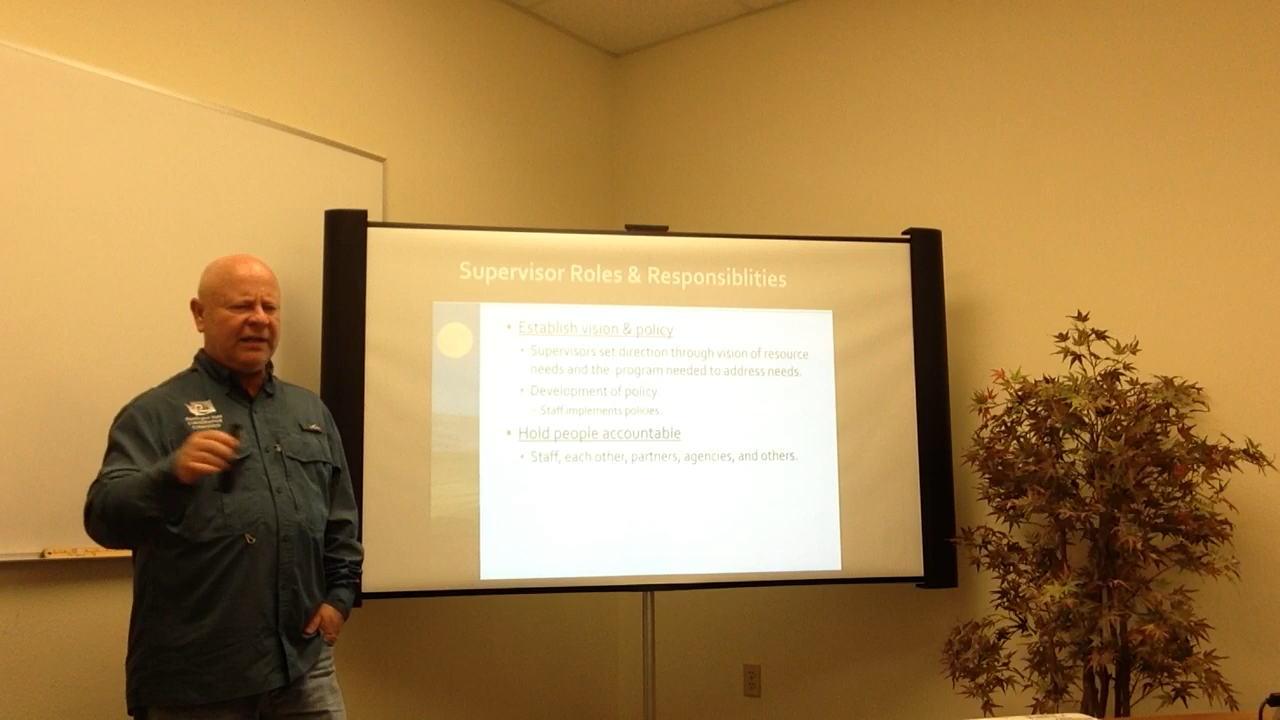 Supervisor Roles & Responsiblities
• Establish vision & policy
• Supervisors set direction through vision of resource
needs and the program needed to address needs.
• Development of policy
– Staff implements policies.
• Hold people accountable
• Staff, each other, partners, agencies, and others.